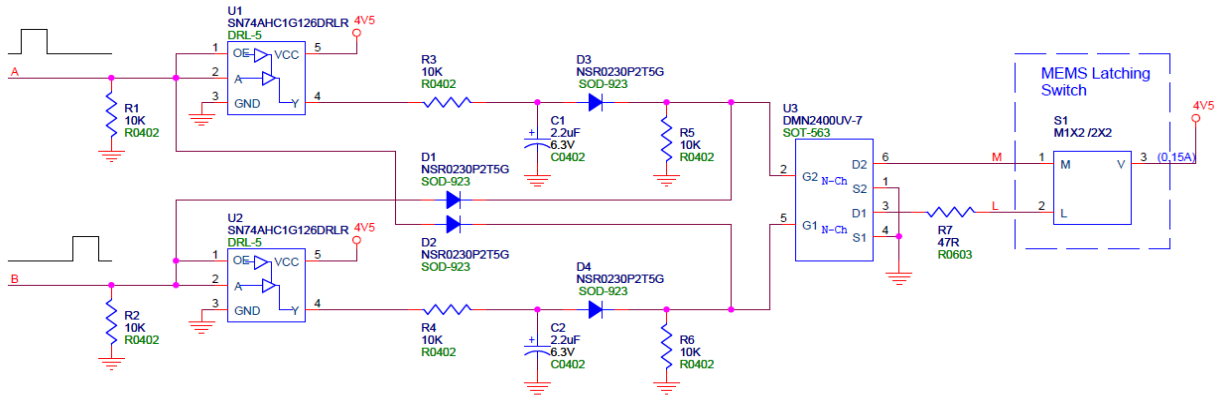 U1
SN74AHC1G126DRLR
DRL-5
4V5
1
OE
VCC
5
A
2
A
3
GND
Y
4
R1
10K
R0402
R3
10K
R0402
D3
NSR0230P2T5G
SOD-923
C1
2.2uF
6.3V
C0402
+
R5
10K
R0402
D1
NSR0230P2T5G
SOD-923
D2
NSR0230P2T5G
SOD-923
U3
DMN2400UV-7
SOT-563
2
G2
N-Ch
D2
6
S2
1
5
G1
N-Ch
D1
3
S1
4
M
L
R7
47R
R0603
MEMS Latching
Switch
S1
M1X2 /2X2
1
M
V
3
(0,15A)
4V5
2
L
U2
SN74AHC1G126DRLR
DRL-5
4V5
1
OE
VCC
5
B
2
A
3
GND
Y
4
R2
10K
R0402
R4
10K
R0402
D4
NSR0230P2T5G
SOD-923
C2
2.2uF
6.3V
C0402
+
R6
10K
R0402